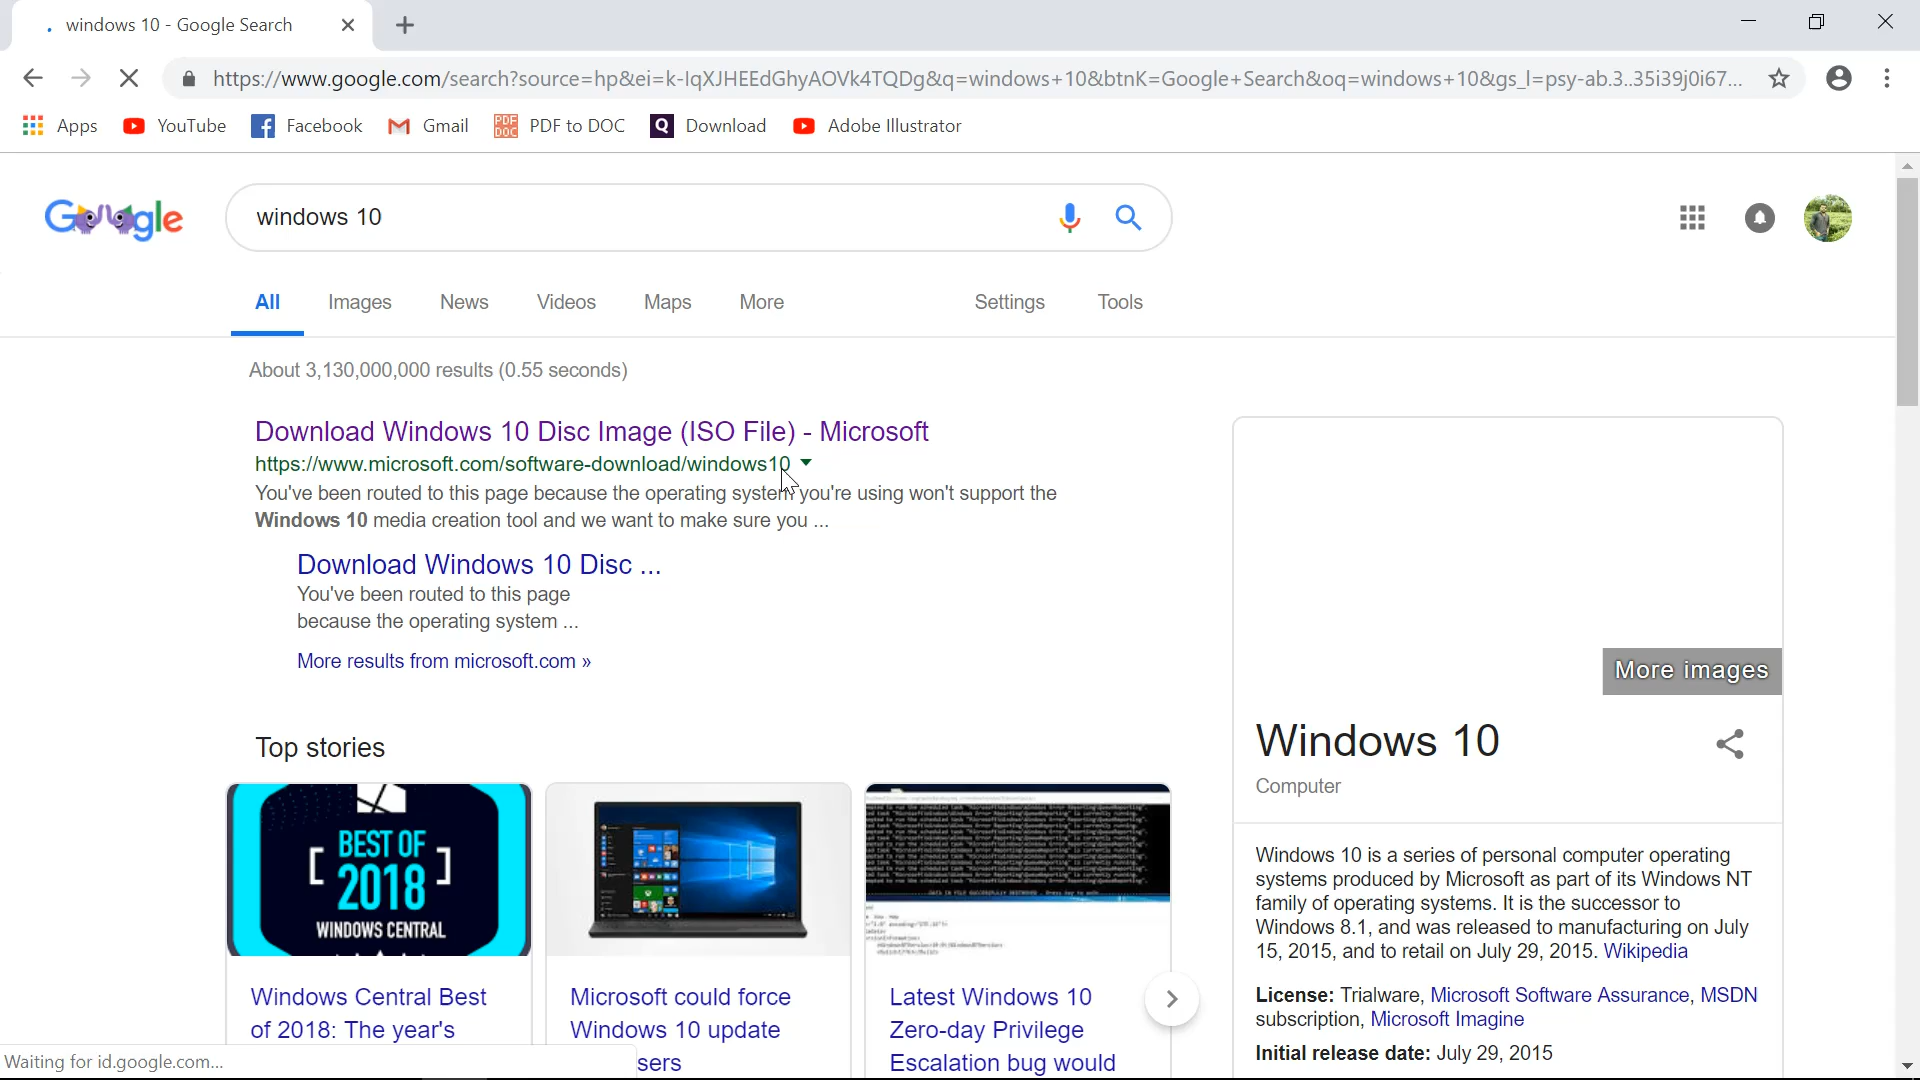 windows 10 - Google Search
https://www.google.com/search?source=hp&ei=k-IqXJHEEdGhyAOVk4TQDg&q=windows+10&btnK=Google+Search&oq=windows+10&gs_l=psy-ab.3..35i39j0i67...
Apps YouTube Facebook Gmail PDF to DOC Download Adobe Illustrator
Google windows 10
All Images News Videos Maps More Settings Tools
About 3,130,000,000 results (0.55 seconds)
Download Windows 10 Disc Image (ISO File) - Microsoft
https://www.microsoft.com/software-download/windows10
You've been routed to this page because the operating system you're using won't support the
Windows 10 media creation tool and we want to make sure you ...
Download Windows 10 Disc ...
You've been routed to this page
because the operating system ...
More results from microsoft.com »
Top stories
BEST OF
2018
WINDOWS CENTRAL
Windows Central Best
of 2018: The year's
Microsoft could force
Windows 10 update
sers
Latest Windows 10
Zero-day Privilege
Escalation bug would
More images
Windows 10
Computer
Windows 10 is a series of personal computer operating
systems produced by Microsoft as part of its Windows NT
family of operating systems. It is the successor to
Windows 8.1, and was released to manufacturing on July
15, 2015, and to retail on July 29, 2015. Wikipedia
License: Trialware, Microsoft Software Assurance, MSDN
subscription, Microsoft Imagine
Initial release date: July 29, 2015
Waiting for id.google.com...